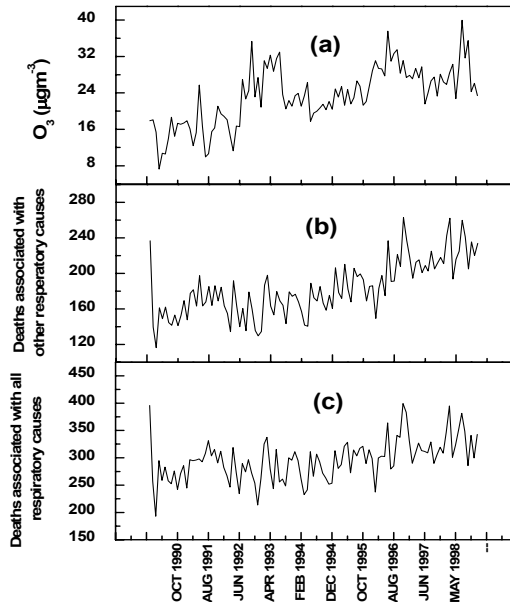 O₃ (µgm⁻³)
40
32
24
16
8
(a)
Deaths associated with
other resperatory causes
280
240
200
160
120
(b)
Deaths associated with all
respiratory causes
450
400
350
300
250
200
150
(c)
OCT 1990
AUG 1991
JUN 1992
APR 1993
FEB 1994
DEC 1994
OCT 1995
AUG 1996
JUN 1997
MAY 1998
--